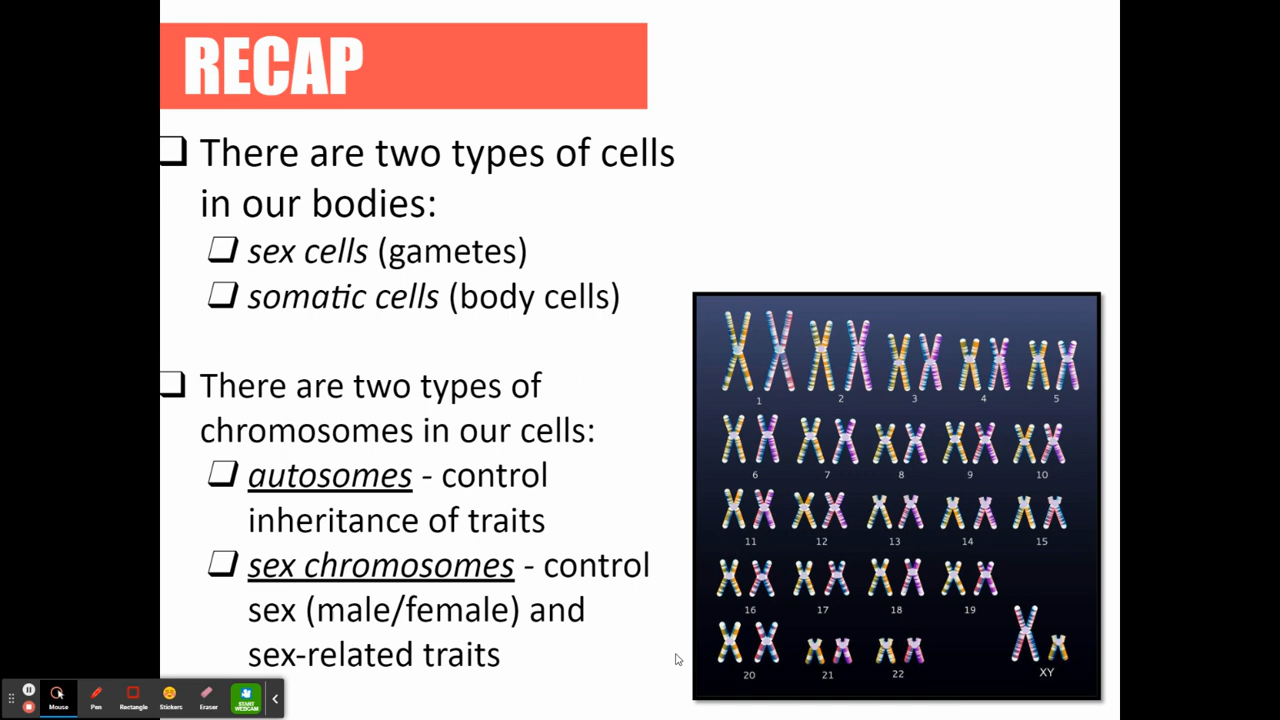 RECAP
There are two types of cells
in our bodies:
sex cells (gametes)
somatic cells (body cells)
There are two types of
chromosomes in our cells:
autosomes - control
inheritance of traits
sex chromosomes - control
sex (male/female) and
sex-related traits
1 2 3 4 5
6 7 8 9 10
11 12 13 14 15
16 17 18 19
20 21 22 XY
Mouse Pen Rectangle Stickers Eraser START
WEBCAM